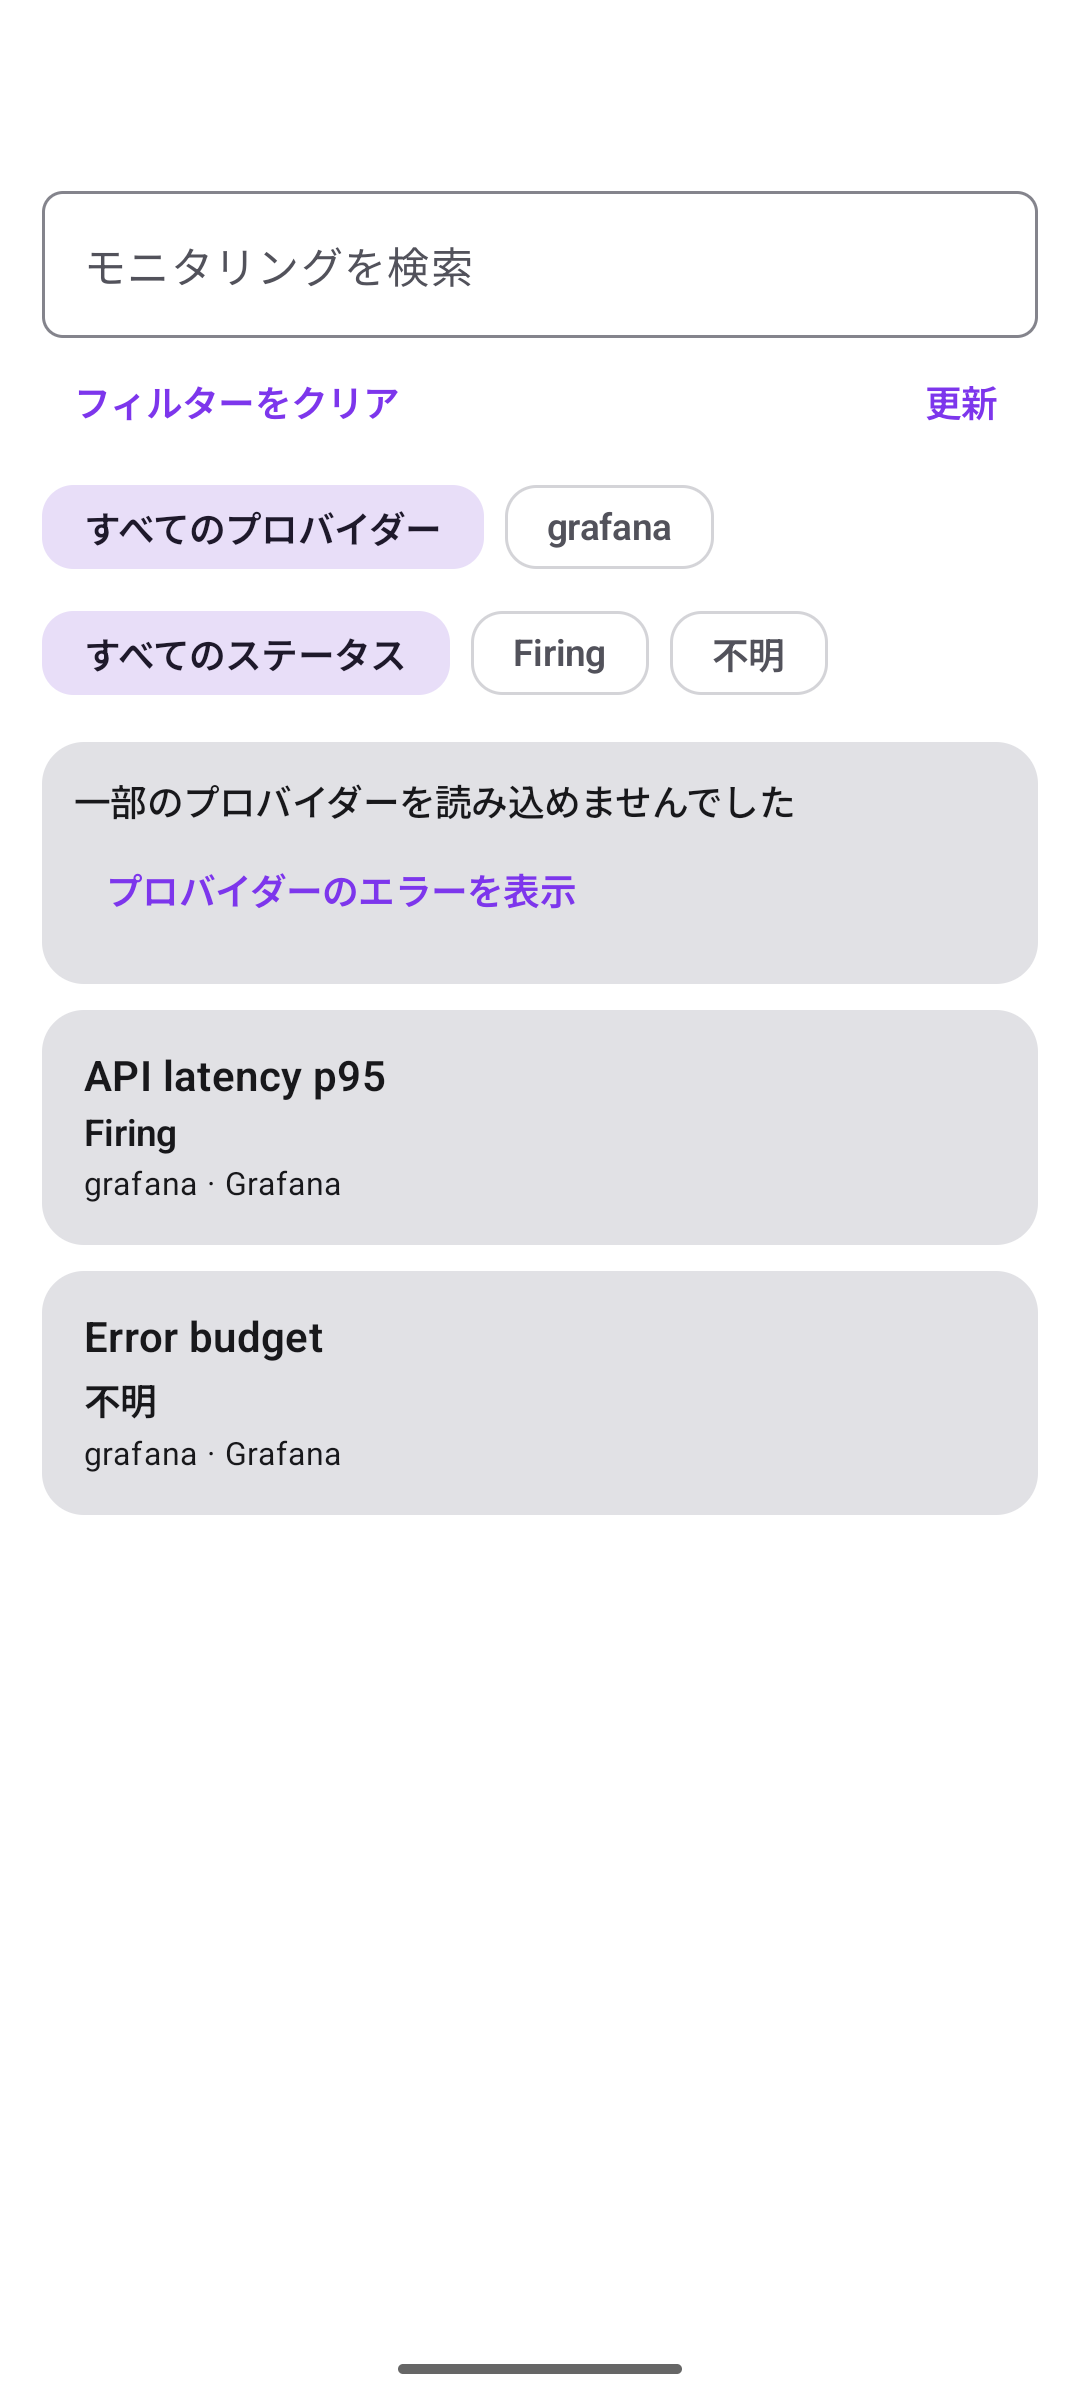 モニタリングを検索
フィルターをクリア 更新
すべてのプロバイダー grafana
すべてのステータス Firing 不明
一部のプロバイダーを読み込めませんでした
プロバイダーのエラーを表示
API latency p95
Firing
grafana · Grafana
Error budget
不明
grafana · Grafana